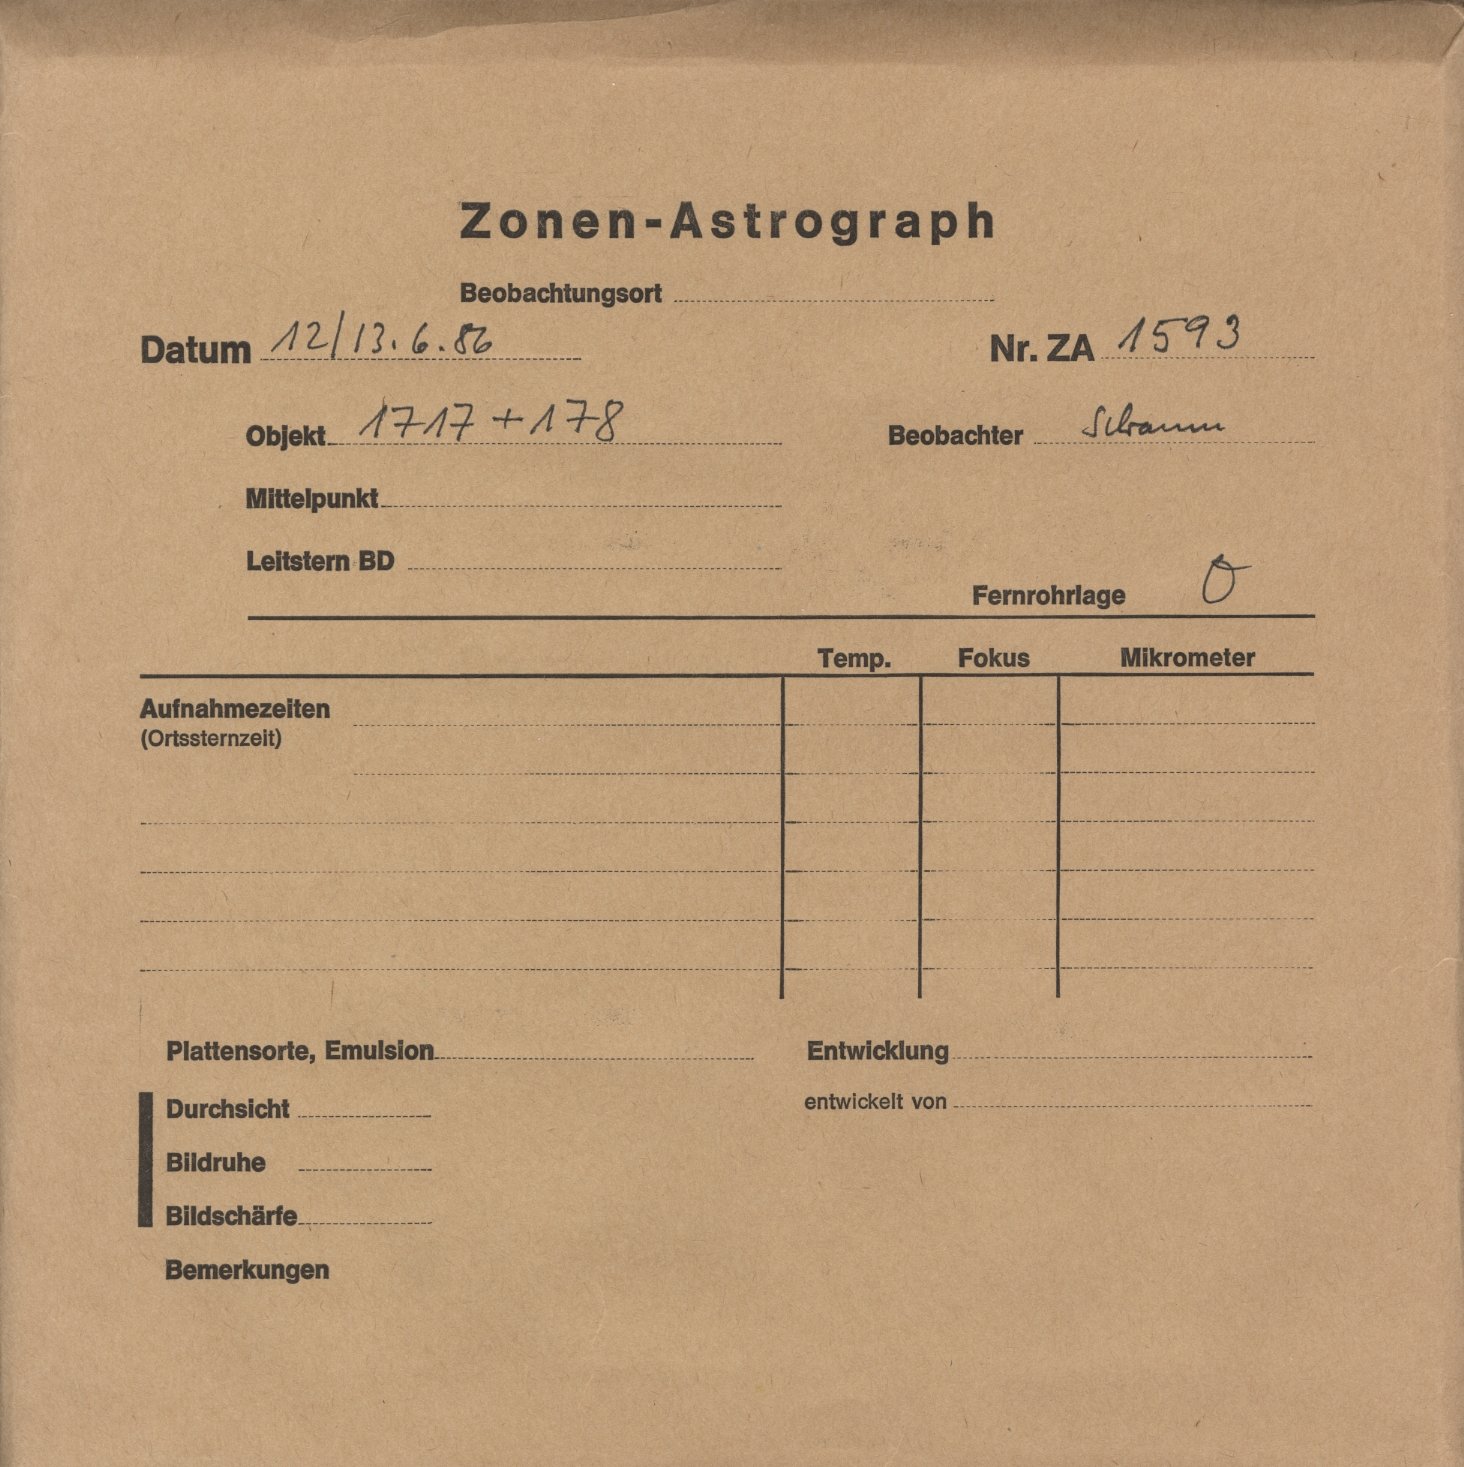 Zonen-Astrograph
Beobachtungsort
Datum 12/13.6.86 Nr. ZA 1593
Objekt 1717+178 Beobachter Schramm
Mittelpunkt
Leitstern BD
Fernrohrlage O
Temp. Fokus Mikrometer
Aufnahmezeiten
(Ortssternzeit)
Plattensorte, Emulsion Entwicklung
Durchsicht entwickelt von
Bildruhe
Bildschärfe
Bemerkungen